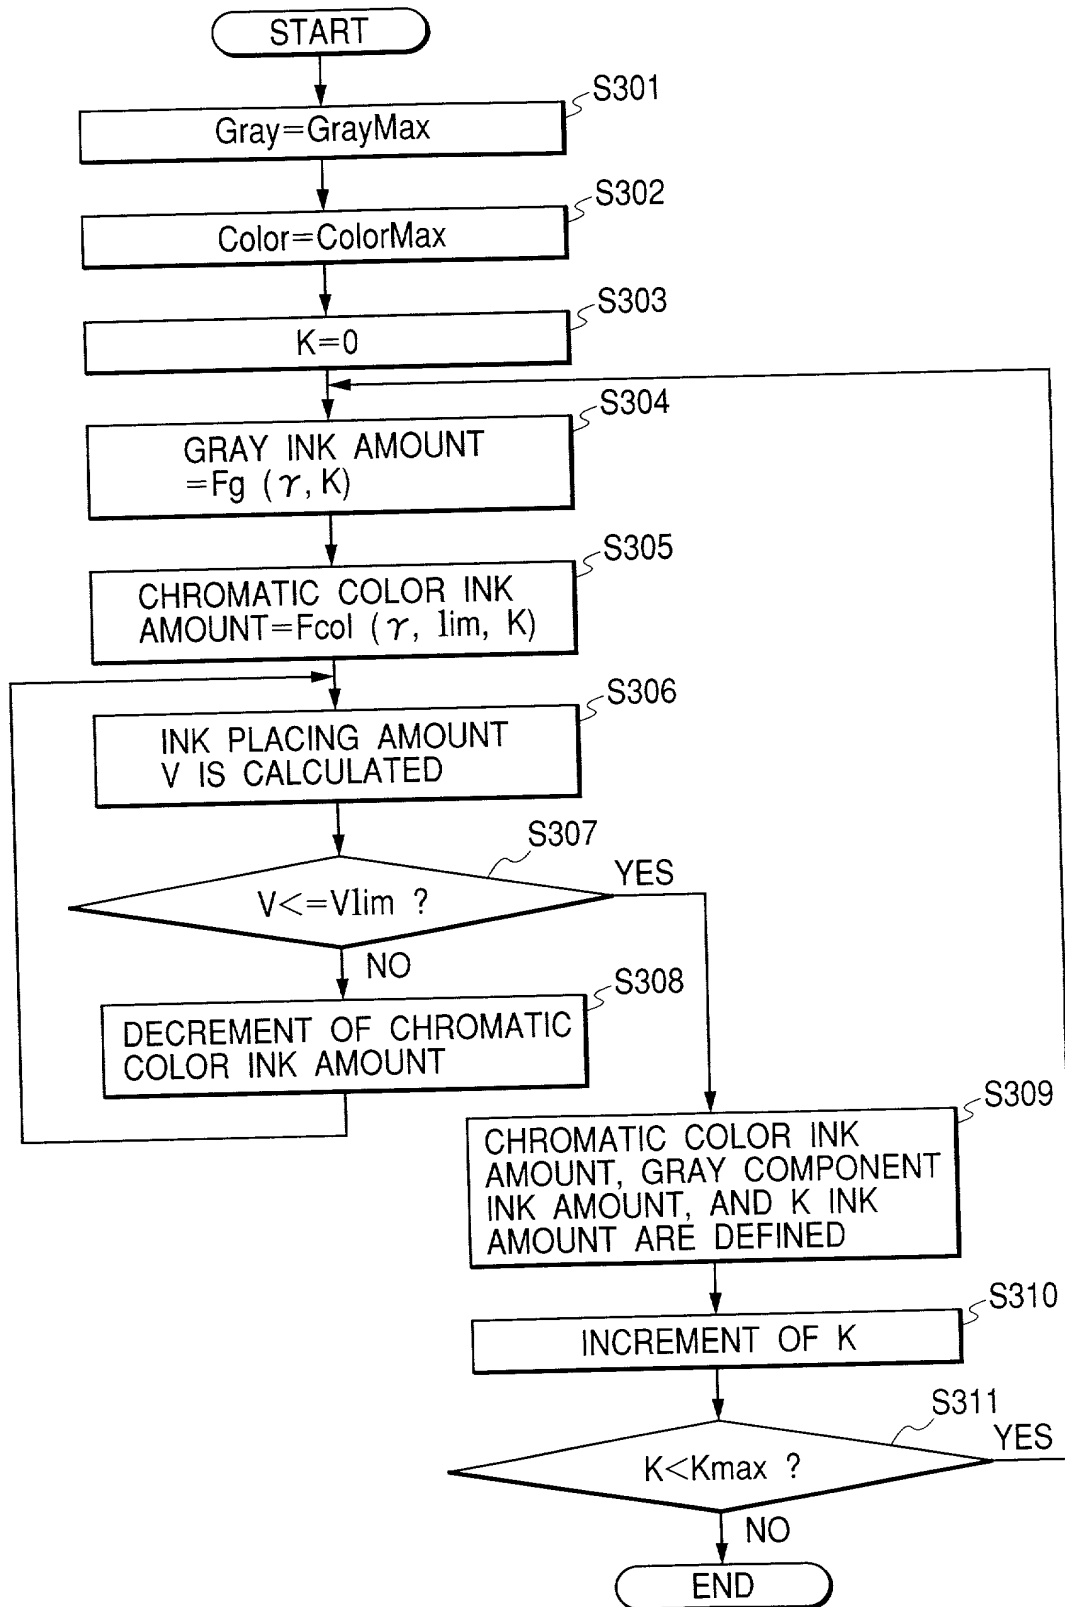 START
S301
Gray=GrayMax
S302
Color=ColorMax
S303
K=0
S304
GRAY INK AMOUNT
=Fg (γ, K)
S305
CHROMATIC COLOR INK
AMOUNT=Fcol (γ, lim, K)
S306
INK PLACING AMOUNT
V IS CALCULATED
S307
V<=Vlim ?
YES
NO
S308
DECREMENT OF CHROMATIC
COLOR INK AMOUNT
S309
CHROMATIC COLOR INK
AMOUNT, GRAY COMPONENT
INK AMOUNT, AND K INK
AMOUNT ARE DEFINED
S310
INCREMENT OF K
S311
K<Kmax ?
YES
NO
END